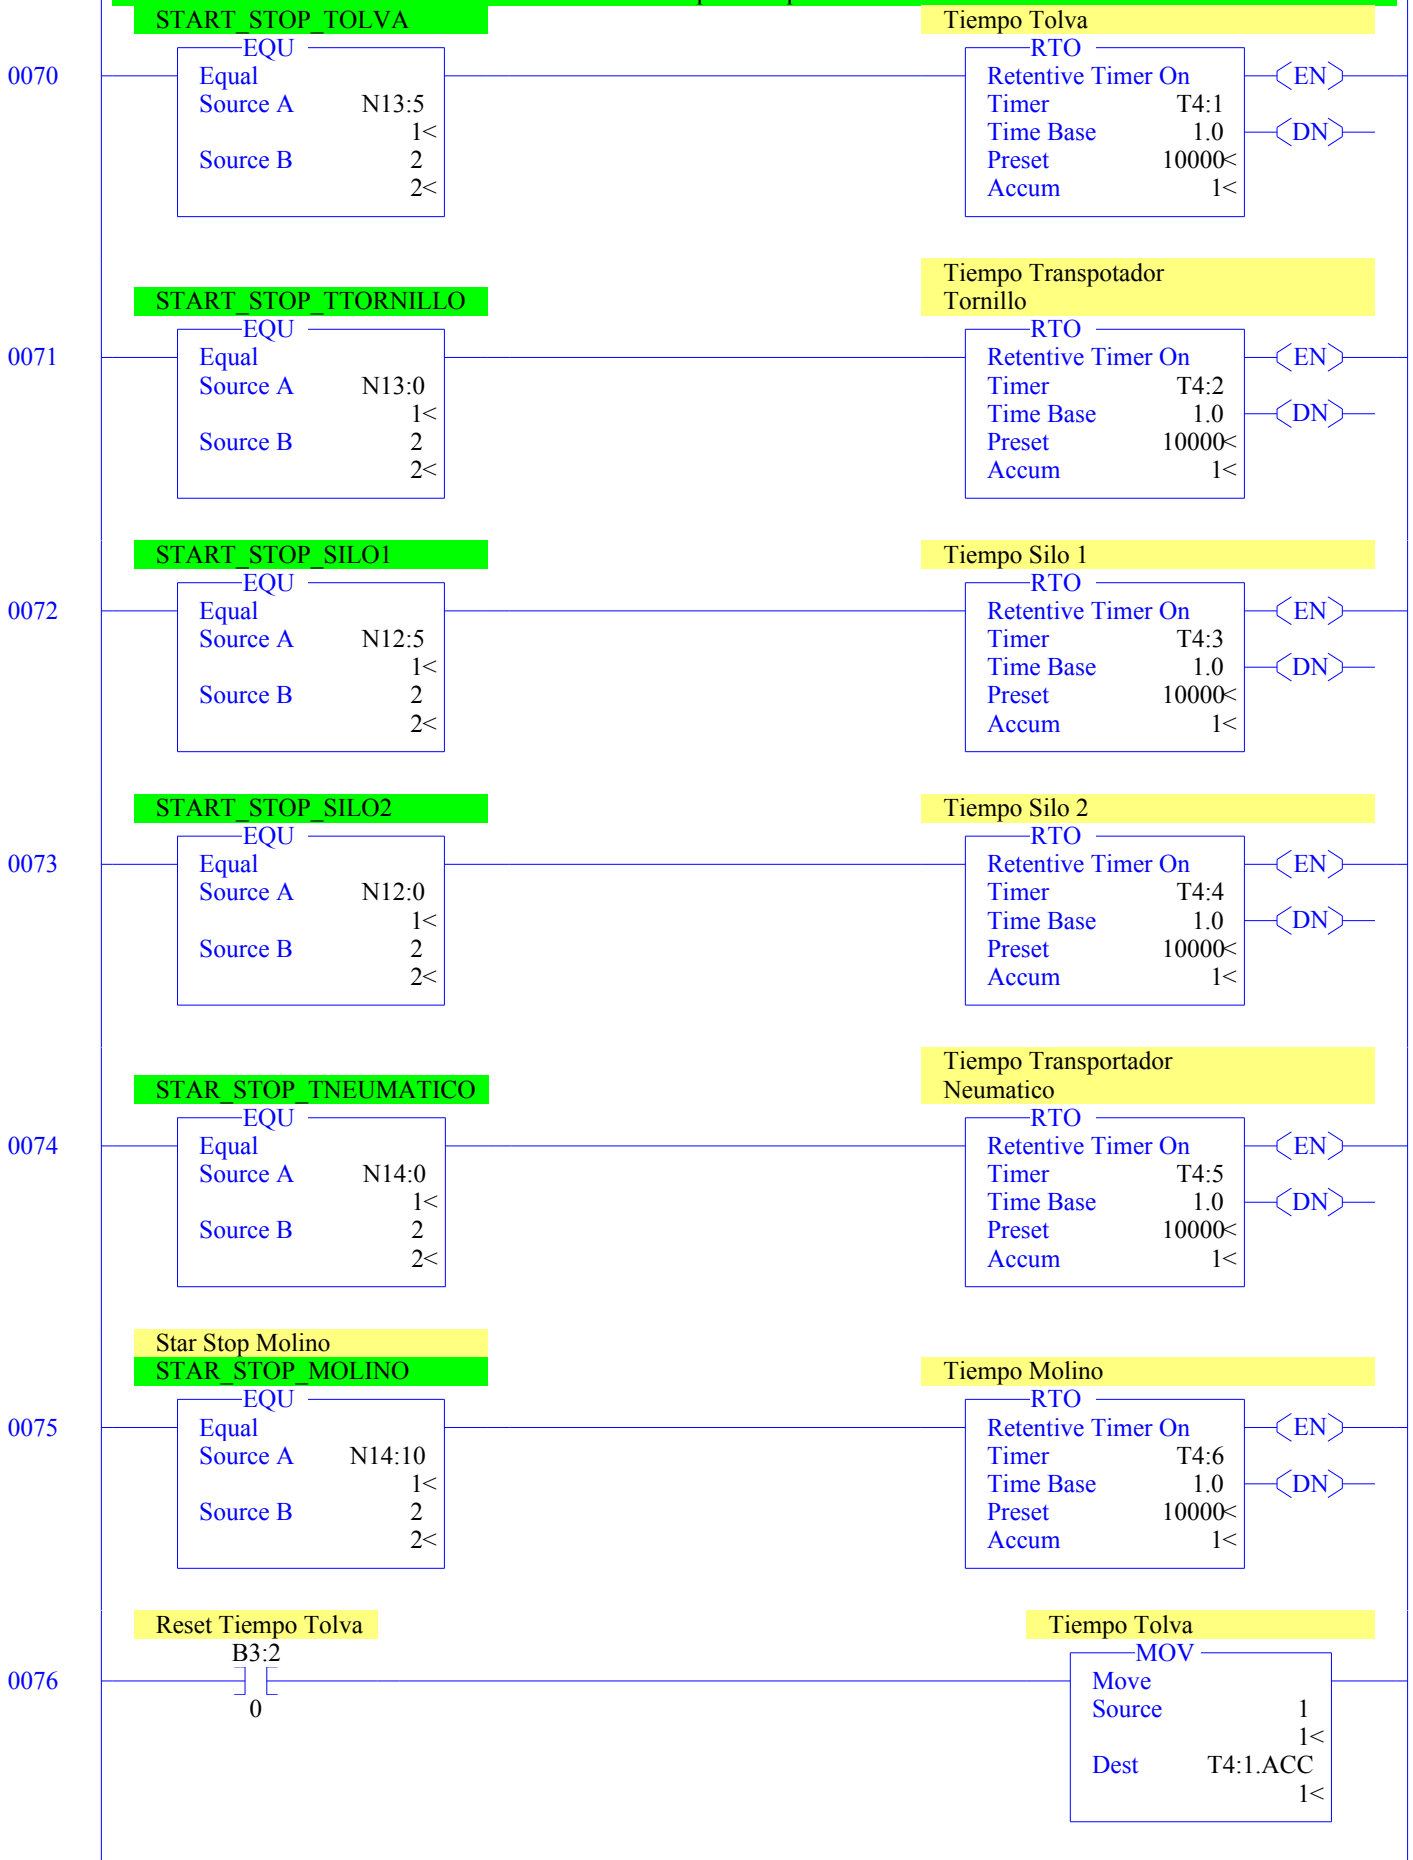 START_STOP_TOLVA Tiempo Tolva
EQU RTO
0070 Equal Retentive Timer On EN
Source A N13:5 Timer T4:1
1< Time Base 1.0 DN
Source B 2 Preset 10000<
2< Accum 1<
Tiempo Transpotador
START_STOP_TTORNILLO Tornillo
EQU RTO
0071 Equal Retentive Timer On EN
Source A N13:0 Timer T4:2
1< Time Base 1.0 DN
Source B 2 Preset 10000<
2< Accum 1<
START_STOP_SILO1 Tiempo Silo 1
EQU RTO
0072 Equal Retentive Timer On EN
Source A N12:5 Timer T4:3
1< Time Base 1.0 DN
Source B 2 Preset 10000<
2< Accum 1<
START_STOP_SILO2 Tiempo Silo 2
EQU RTO
0073 Equal Retentive Timer On EN
Source A N12:0 Timer T4:4
1< Time Base 1.0 DN
Source B 2 Preset 10000<
2< Accum 1<
Tiempo Transportador
STAR_STOP_TNEUMATICO Neumatico
EQU RTO
0074 Equal Retentive Timer On EN
Source A N14:0 Timer T4:5
1< Time Base 1.0 DN
Source B 2 Preset 10000<
2< Accum 1<
Star Stop Molino
STAR_STOP_MOLINO Tiempo Molino
EQU RTO
0075 Equal Retentive Timer On EN
Source A N14:10 Timer T4:6
1< Time Base 1.0 DN
Source B 2 Preset 10000<
2< Accum 1<
Reset Tiempo Tolva Tiempo Tolva
B3:2 MOV
0076 Move
0 Source 1
1<
Dest T4:1.ACC
1<